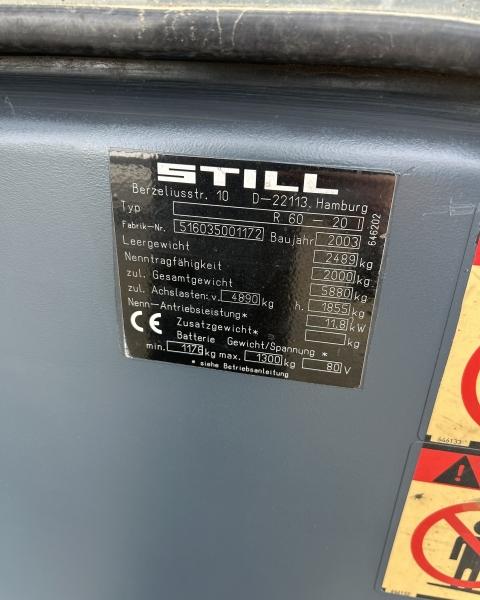 STILL
Berzeliusstr. 10 D-22113 Hamburg
Typ R 60 - 20 I
Fabrik-Nr. 516035001172 Baujahr 2003
Leergewicht 2489 kg
Nenntragfähigkeit 2000 kg
zul. Gesamtgewicht 5880 kg
zul. Achslasten: v. 4890 kg h. 1855 kg
Nenn-Antriebsleistung* 11,8 kW
CE Zusatzgewicht* kg
Batterie Gewicht/Spannung *
min. 1176 kg max. 1300 kg 80 V
* siehe Betriebsanleitung
646202
646133